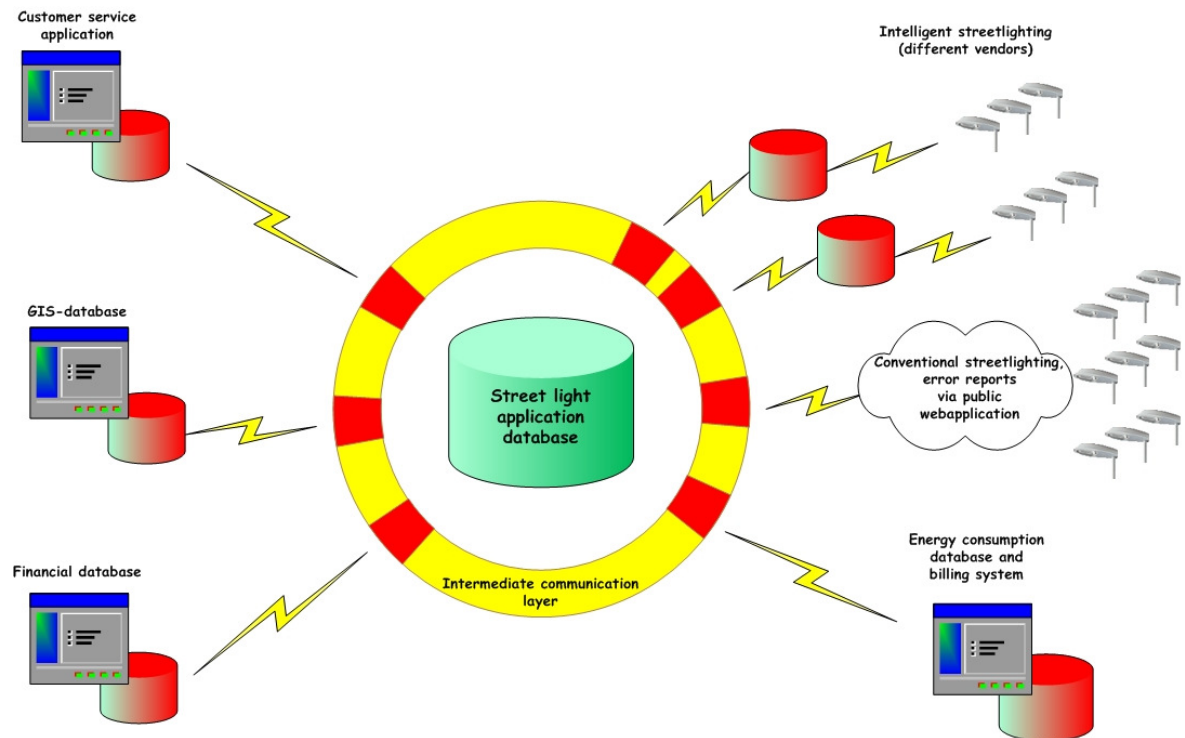 Customer service
application
Intelligent streetlighting
(different vendors)
GIS-database
Conventional streetlighting,
error reports
via public
webapplication
Street light
application
database
Financial database
Intermediate communication
layer
Energy consumption
database and
billing system